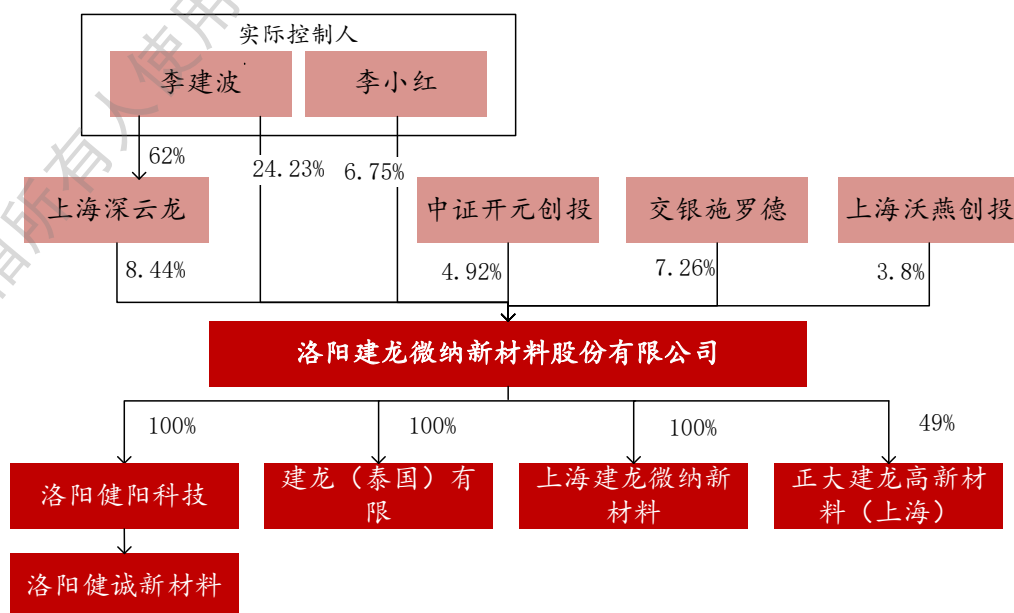 实际控制人
李建波
李小红
62%
24.23%
6.75%
上海深云龙
中证开元创投
交银施罗德
上海沃燕创投
8.44%
4.92%
7.26%
3.8%
洛阳建龙微纳新材料股份有限公司
100%
100%
100%
49%
洛阳健阳科技
建龙（泰国）有
限
上海建龙微纳新
材料
正大建龙高新材
料（上海）
洛阳健诚新材料
所有人使用